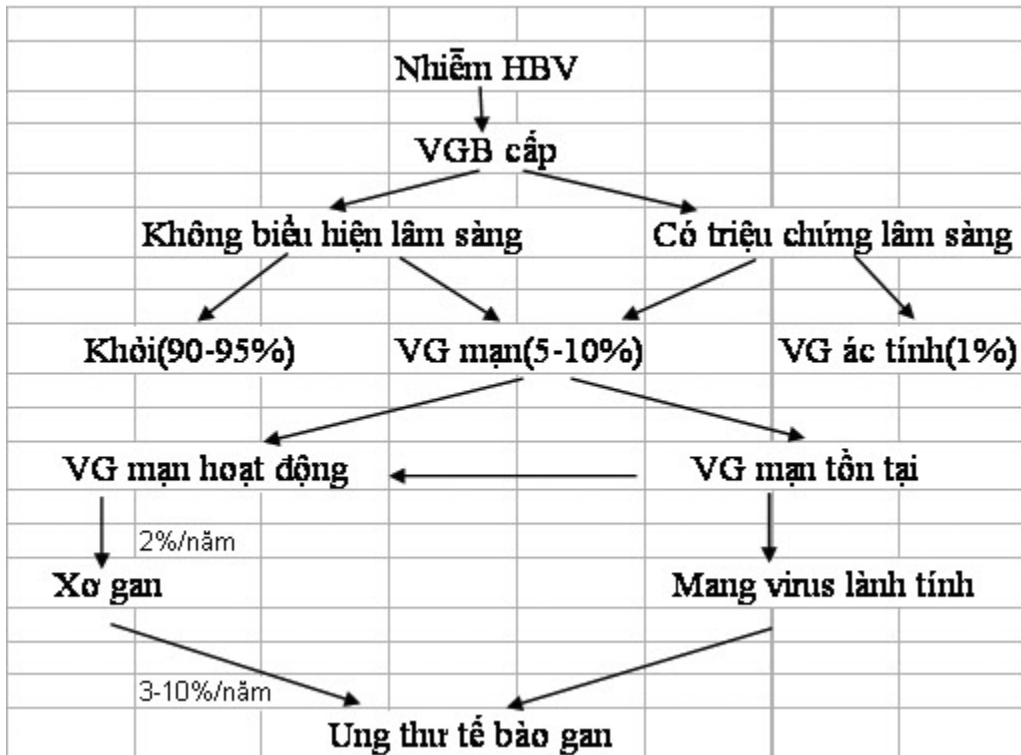 Nhiễm HBV
VGB cấp
Không biểu hiện lâm sàng Có triệu chứng lâm sàng
Khỏi(90-95%) VG mạn(5-10%) VG ác tính(1%)
VG mạn hoạt động VG mạn tồn tại
2%/năm
Xơ gan Mang virus lành tính
3-10%/năm
Ung thư tế bào gan